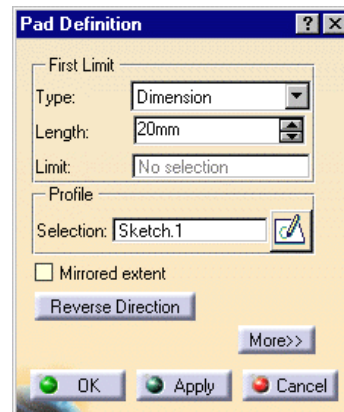 Pad Definition
First Limit
Type: Dimension
Length: 20mm
Limit: No selection
Profile
Selection: Sketch.1
Mirrored extent
Reverse Direction
More>>
OK Apply Cancel